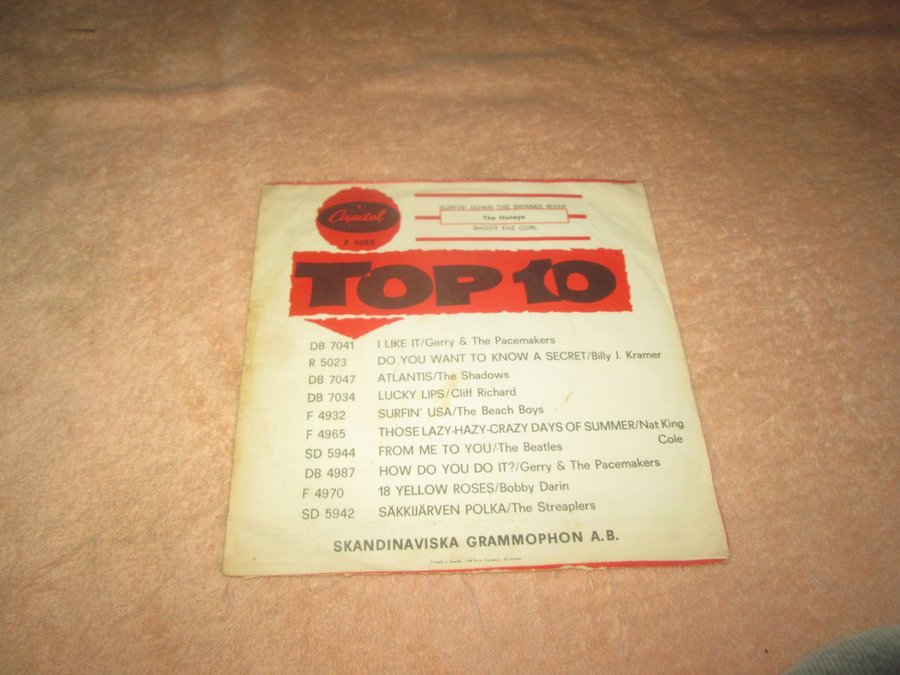 Capitol
F 4952
SURFIN' DOWN THE SWANEE RIVER
The Honeys
SHOOT THE CURL
TOP 10
DB 7041 I LIKE IT/Gerry & The Pacemakers
R 5023 DO YOU WANT TO KNOW A SECRET/Billy J. Kramer
DB 7047 ATLANTIS/The Shadows
DB 7034 LUCKY LIPS/Cliff Richard
F 4932 SURFIN' USA/The Beach Boys
F 4965 THOSE LAZY-HAZY-CRAZY DAYS OF SUMMER/Nat King
Cole
SD 5944 FROM ME TO YOU/The Beatles
DB 4987 HOW DO YOU DO IT?/Gerry & The Pacemakers
F 4970 18 YELLOW ROSES/Bobby Darin
SD 5942 SÄKKIJÄRVEN POLKA/The Streaplers
SKANDINAVISKA GRAMMOPHON A.B.